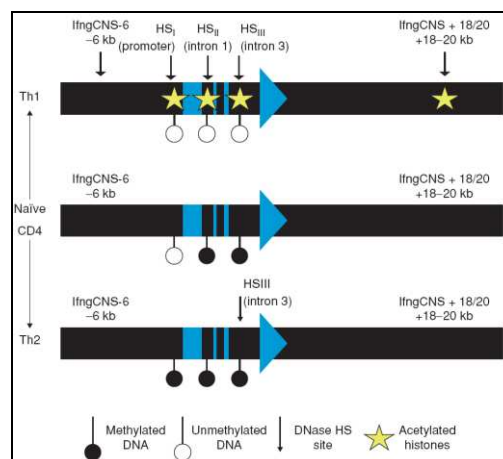 IfngCNS-6
–6 kb
HSI
(promoter)
HSII
(intron 1)
HSIII
(intron 3)
IfngCNS + 18/20
+18–20 kb
Th1
IfngCNS-6
–6 kb
IfngCNS + 18/20
+18–20 kb
Naïve
CD4
IfngCNS-6
–6 kb
HSIII
(intron 3)
IfngCNS + 18/20
+18–20 kb
Th2
Methylated
DNA
Unmethylated
DNA
DNase HS
site
Acetylated
histones